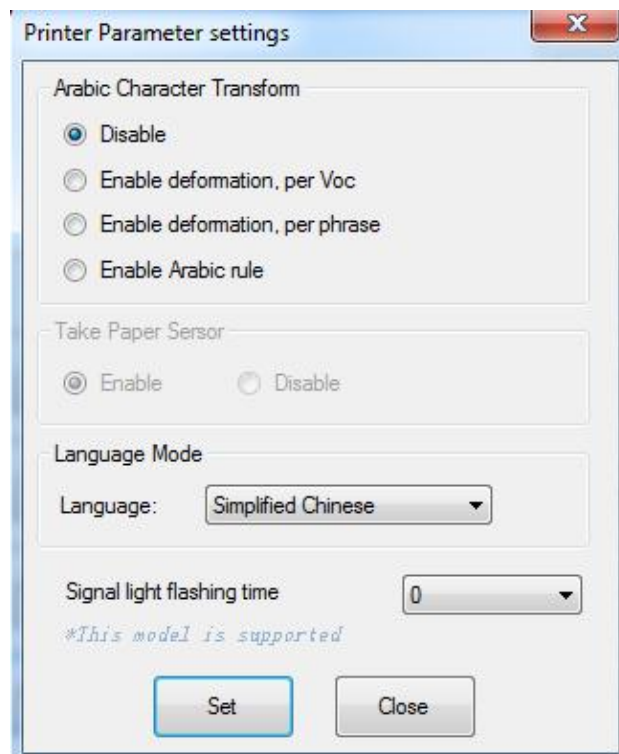 Printer Parameter settings
Arabic Character Transform
Disable
Enable deformation, per Voc
Enable deformation, per phrase
Enable Arabic rule
Take Paper Sersor
Enable Disable
Language Mode
Language: Simplified Chinese
Signal light flashing time 0
*This model is supported
Set Close